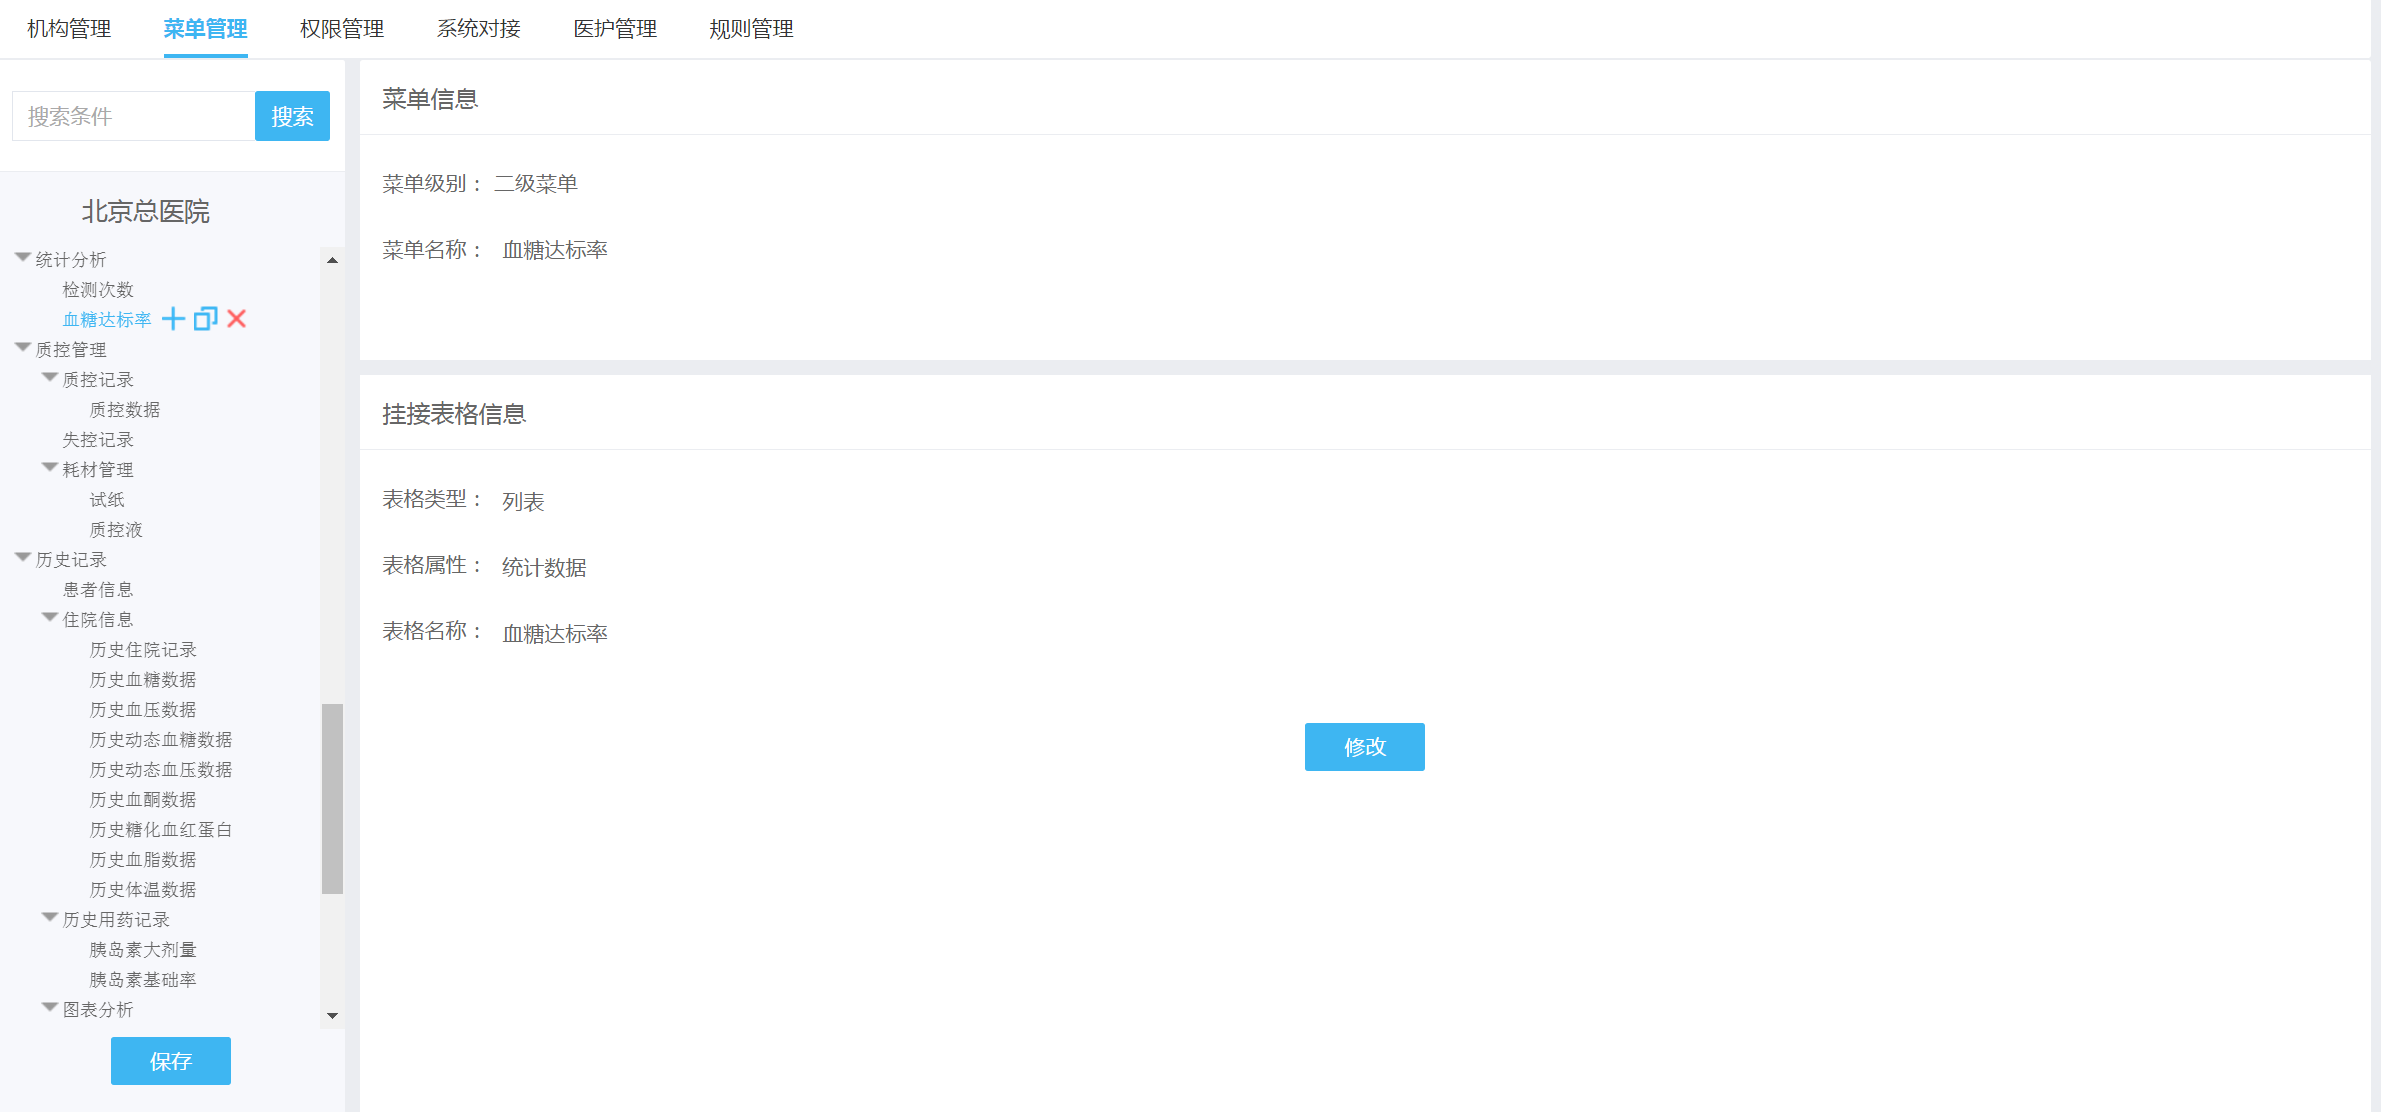 机构管理 菜单管理 权限管理 系统对接 医护管理 规则管理
搜索条件 搜索
北京总医院
统计分析
检测次数
血糖达标率
质控管理
质控记录
质控数据
失控记录
耗材管理
试纸
质控液
历史记录
患者信息
住院信息
历史住院记录
历史血糖数据
历史血压数据
历史动态血糖数据
历史动态血压数据
历史血酮数据
历史糖化血红蛋白
历史血脂数据
历史体温数据
历史用药记录
胰岛素大剂量
胰岛素基础率
图表分析
保存
菜单信息
菜单级别： 二级菜单
菜单名称： 血糖达标率
挂接表格信息
表格类型： 列表
表格属性： 统计数据
表格名称： 血糖达标率
修改